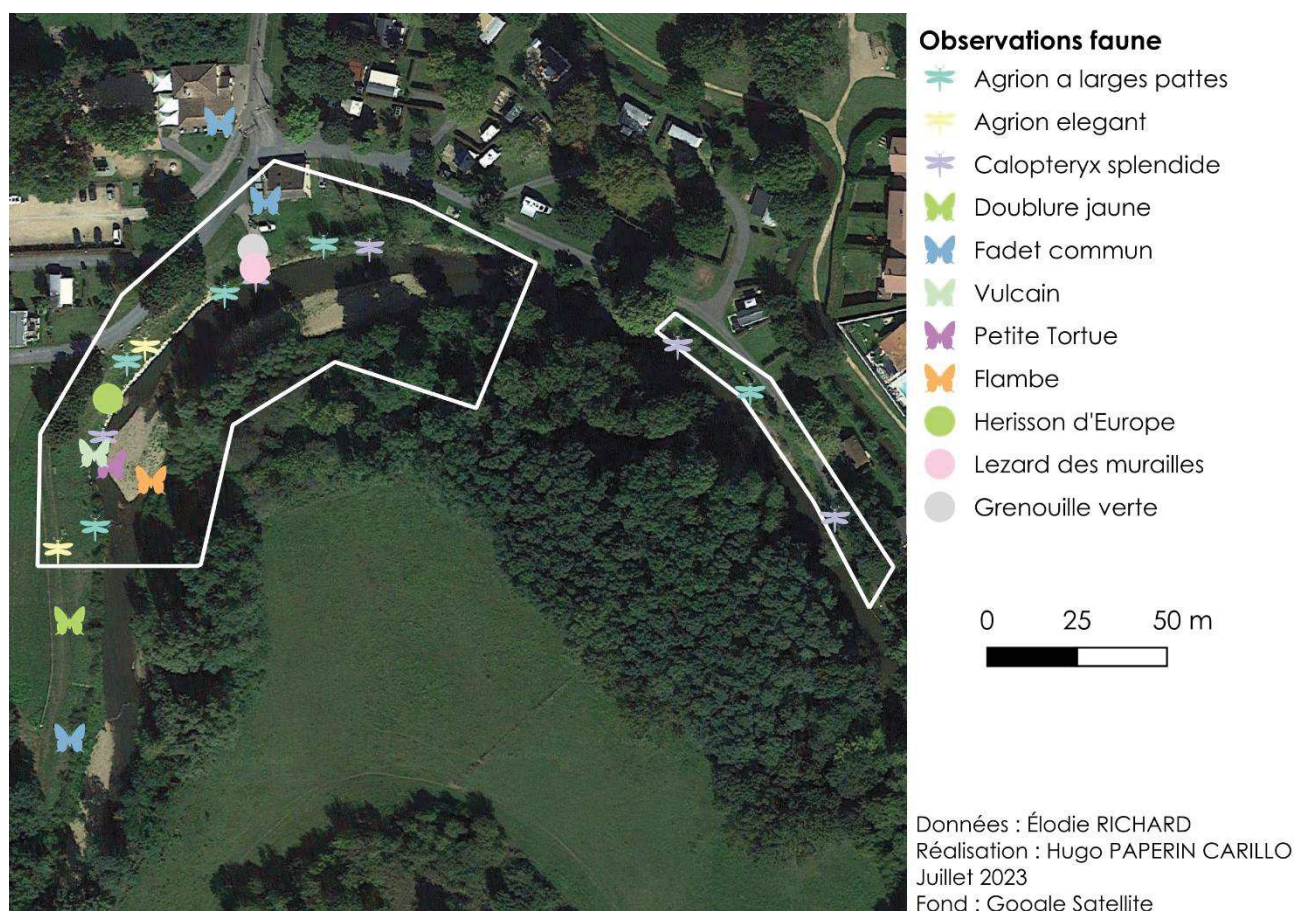 Observations faune
Agrion a larges pattes
Agrion elegant
Calopteryx splendide
Doublure jaune
Fadet commun
Vulcain
Petite Tortue
Flambe
Herisson d'Europe
Lezard des murailles
Grenouille verte
0 25 50 m
Données : Élodie RICHARD
Réalisation : Hugo PAPERIN CARILLO
Juillet 2023
Fond : Google Satellite